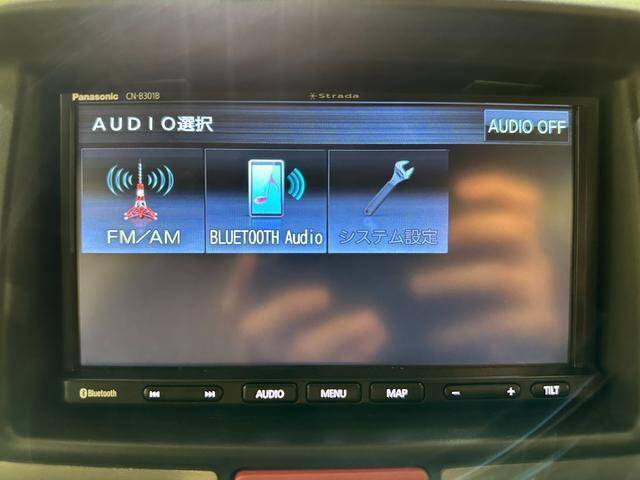 Panasonic CN-B301B Strada
AUDIO選択
AUDIO OFF
FM/AM
BLUETOOTH Audio
システム設定
Bluetooth
AUDIO
MENU
MAP
− +
TILT